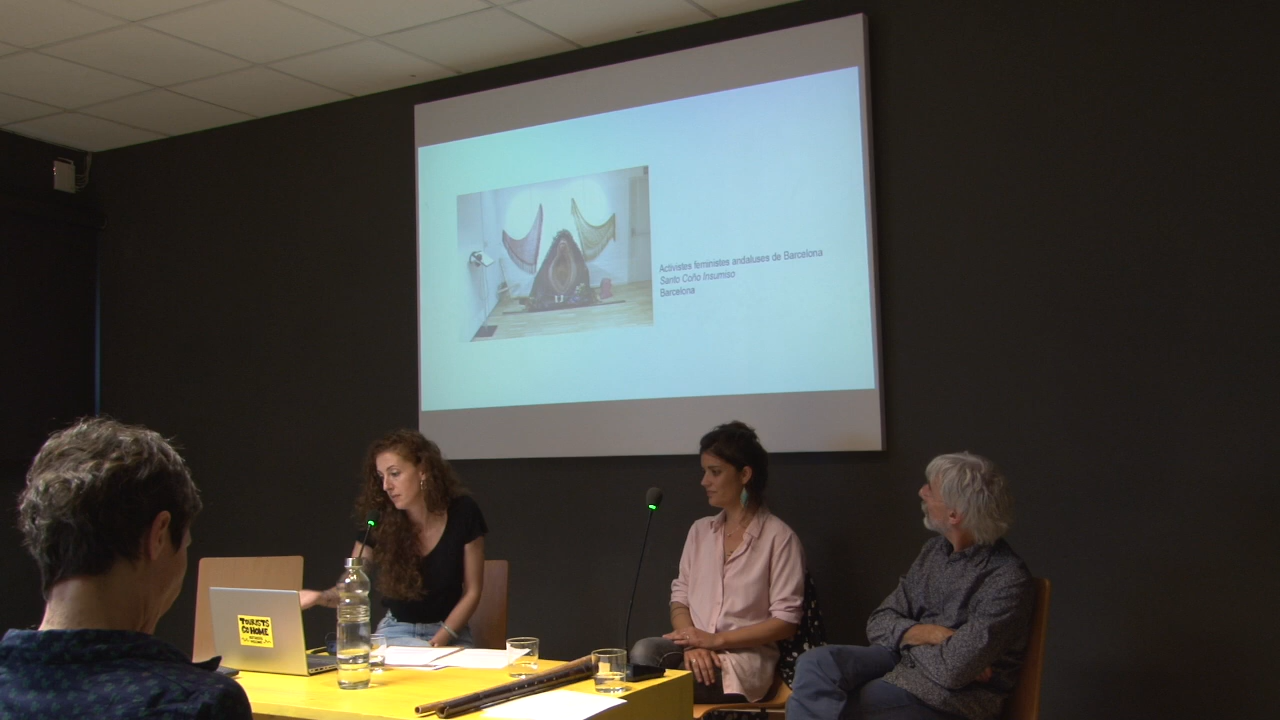 Activistes feministes andaluses de Barcelona
Santo Coño Insumiso
Barcelona
TOURISTS
GO HOME